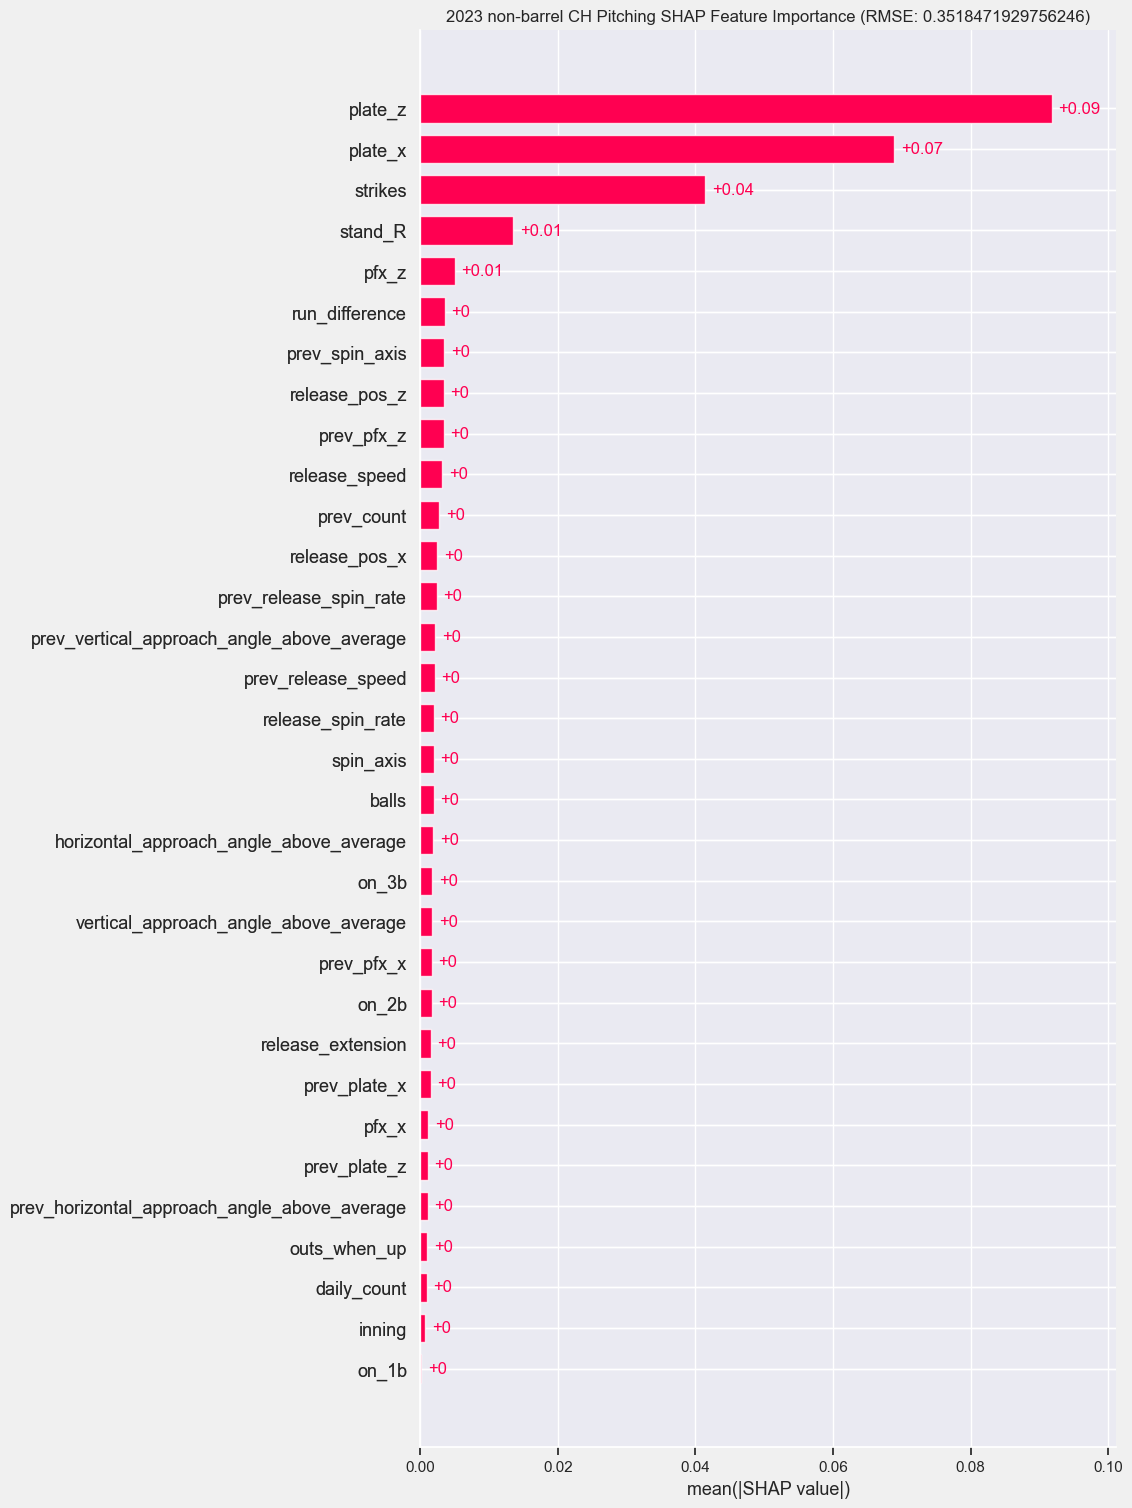 2023 non-barrel CH Pitching SHAP Feature Importance (RMSE: 0.3518471929756246)
plate_z +0.09
plate_x +0.07
strikes +0.04
stand_R +0.01
pfx_z +0.01
run_difference +0
prev_spin_axis +0
release_pos_z +0
prev_pfx_z +0
release_speed +0
prev_count +0
release_pos_x +0
prev_release_spin_rate +0
prev_vertical_approach_angle_above_average +0
prev_release_speed +0
release_spin_rate +0
spin_axis +0
balls +0
horizontal_approach_angle_above_average +0
on_3b +0
vertical_approach_angle_above_average +0
prev_pfx_x +0
on_2b +0
release_extension +0
prev_plate_x +0
pfx_x +0
prev_plate_z +0
prev_horizontal_approach_angle_above_average +0
outs_when_up +0
daily_count +0
inning +0
on_1b +0
0.00 0.02 0.04 0.06 0.08 0.10
mean(|SHAP value|)